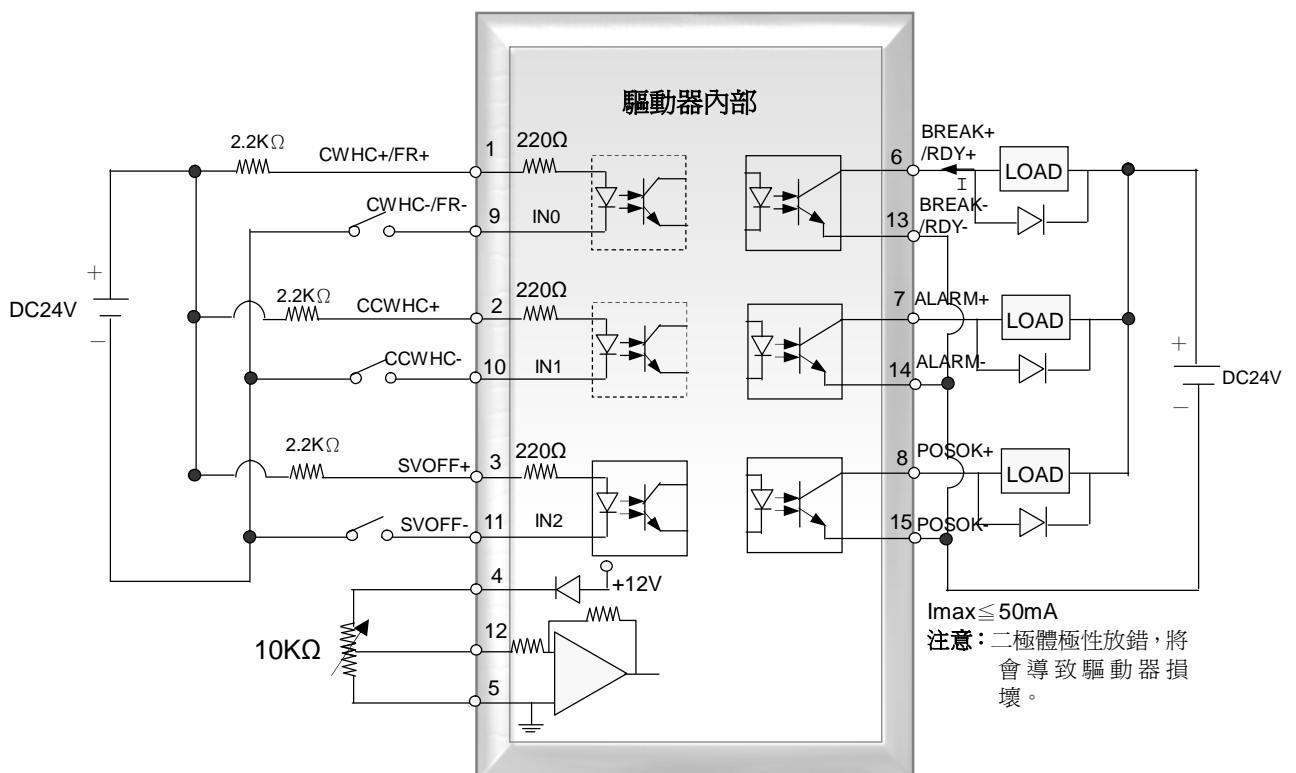 驅動器內部
2.2KΩ
CWHC+/FR+
1
220Ω
CWHC-/FR-
9
IN0
2.2KΩ
CCWHC+
2
220Ω
CCWHC-
10
IN1
2.2KΩ
SVOFF+
3
220Ω
SVOFF-
11
IN2
+
DC24V
−
4
+12V
10KΩ
12
5
6
BREAK+
/RDY+
LOAD
I
BREAK-
13
/RDY-
7
ALARM+
LOAD
14
ALARM-
8
POSOK+
LOAD
15
POSOK-
+
DC24V
−
Imax≦50mA
注意：二極體極性放錯，將
會導致驅動器損
壞。